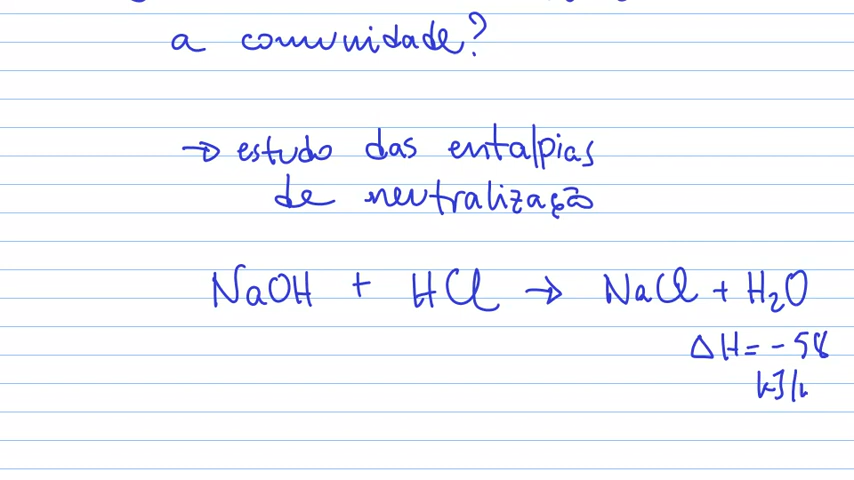 a comunidade?
→ estudo das entalpias
de neutralização
NaOH + HCl → NaCl + H₂O
ΔH = -58
kJ/